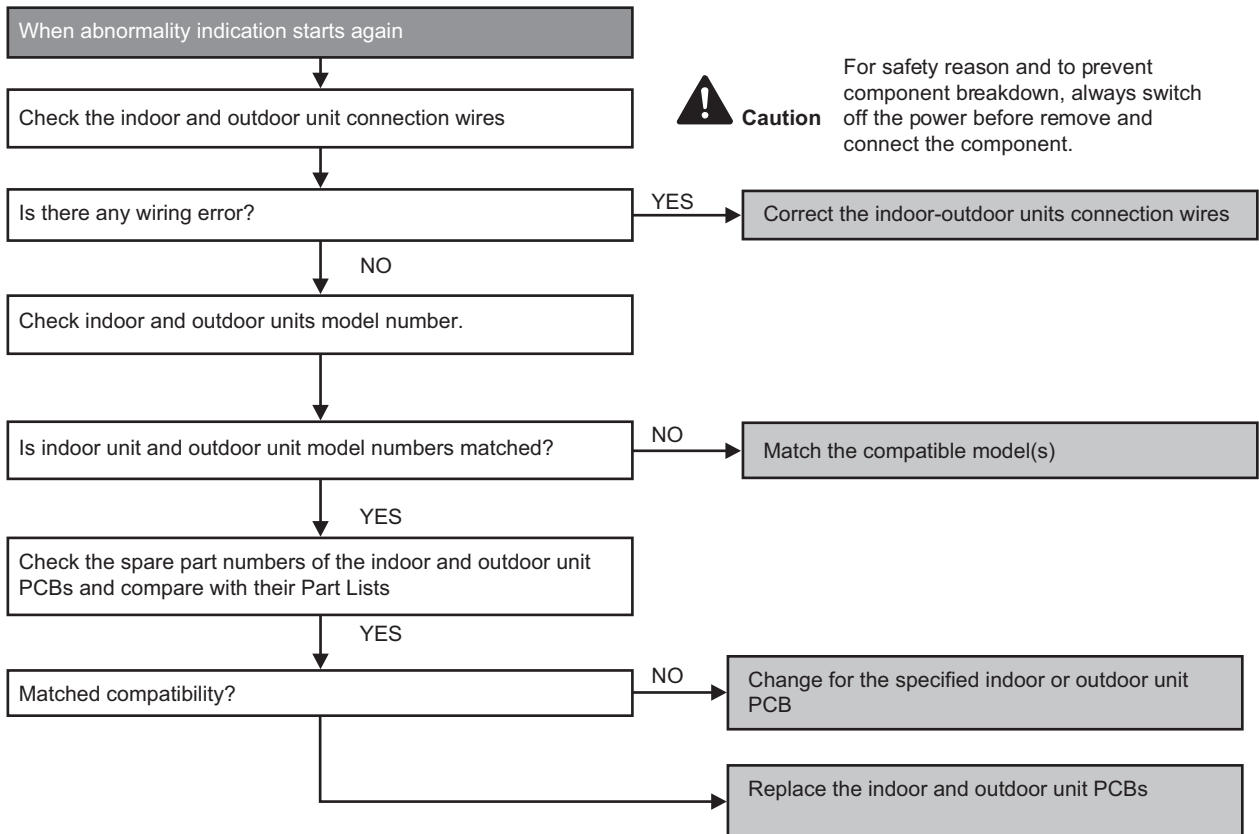 When abnormality indication starts again
For safety reason and to prevent
component breakdown, always switch
off the power before remove and
connect the component.
Caution
Check the indoor and outdoor unit connection wires
Is there any wiring error?
YES
Correct the indoor-outdoor units connection wires
NO
Check indoor and outdoor units model number.
Is indoor unit and outdoor unit model numbers matched?
NO
Match the compatible model(s)
YES
Check the spare part numbers of the indoor and outdoor unit
PCBs and compare with their Part Lists
YES
Matched compatibility?
NO
Change for the specified indoor or outdoor unit
PCB
Replace the indoor and outdoor unit PCBs